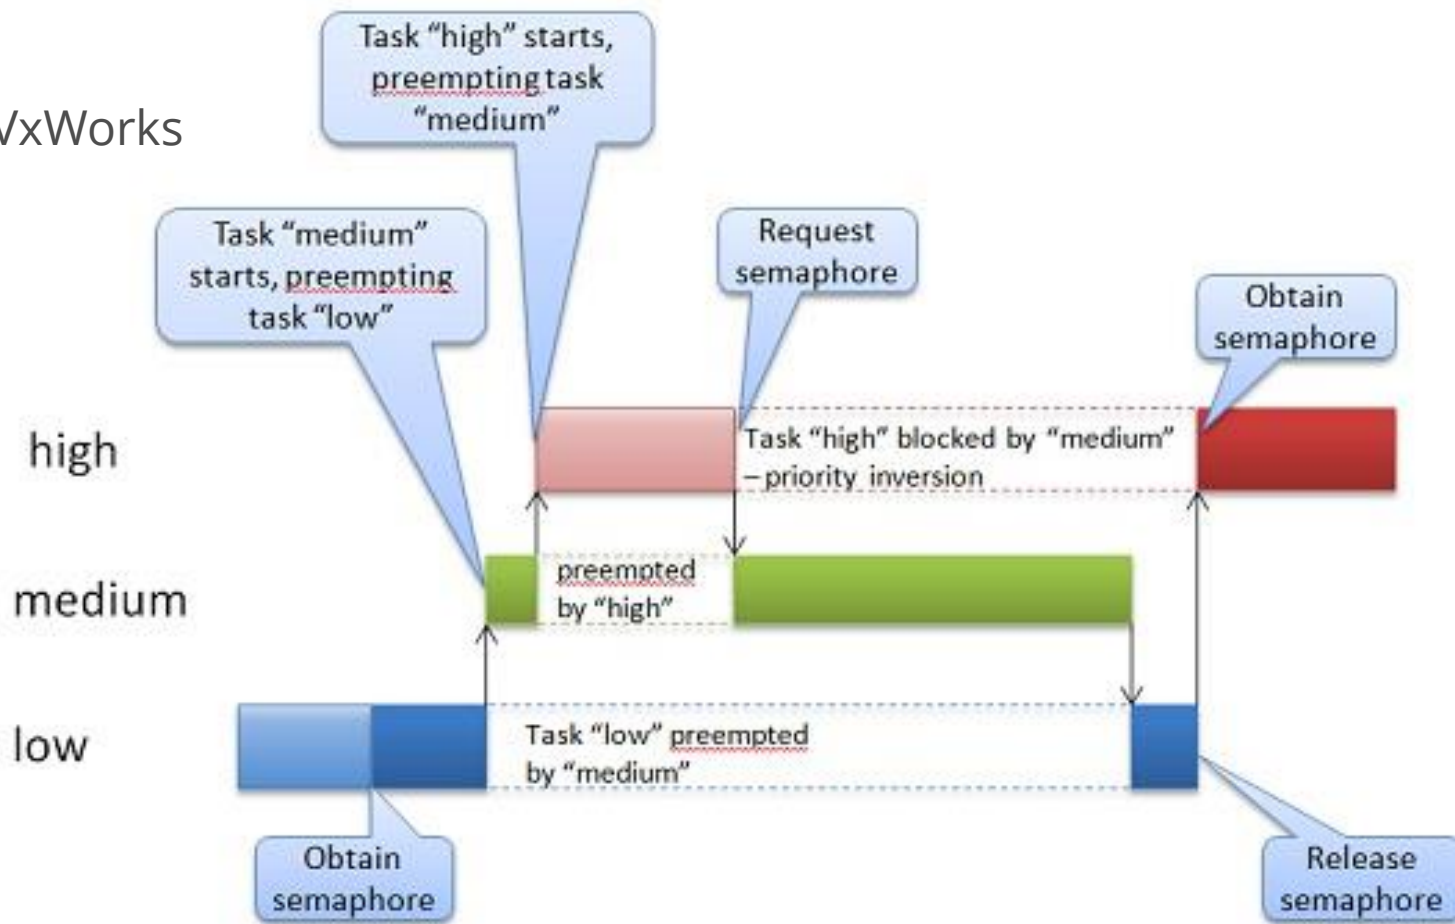 VxWorks
Task “high” starts,
preempting task
“medium”
Task “medium”
starts, preempting
task “low”
Request
semaphore
Obtain
semaphore
high
Task “high” blocked by “medium”
– priority inversion
medium
preempted
by “high”
low
Task “low” preempted
by “medium”
Obtain
semaphore
Release
semaphore